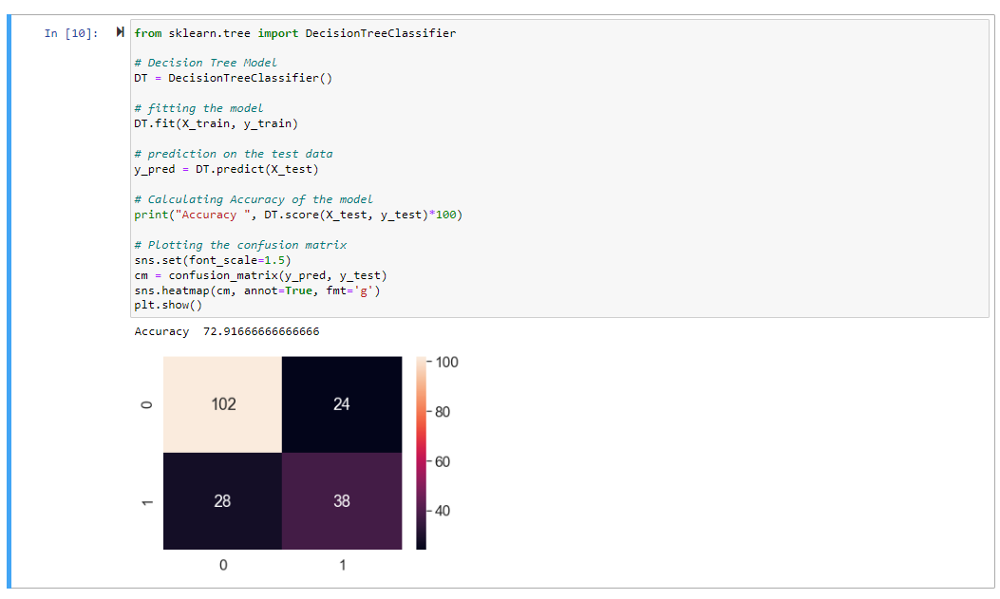 In [10]:
from sklearn.tree import DecisionTreeClassifier
# Decision Tree Model
DT = DecisionTreeClassifier()
# fitting the model
DT.fit(X_train, y_train)
# prediction on the test data
y_pred = DT.predict(X_test)
# Calculating Accuracy of the model
print("Accuracy ", DT.score(X_test, y_test)*100)
# Plotting the confusion matrix
sns.set(font_scale=1.5)
cm = confusion_matrix(y_pred, y_test)
sns.heatmap(cm, annot=True, fmt='g')
plt.show()
Accuracy  72.91666666666666
0
102
24
1
28
38
0
1
100
80
60
40